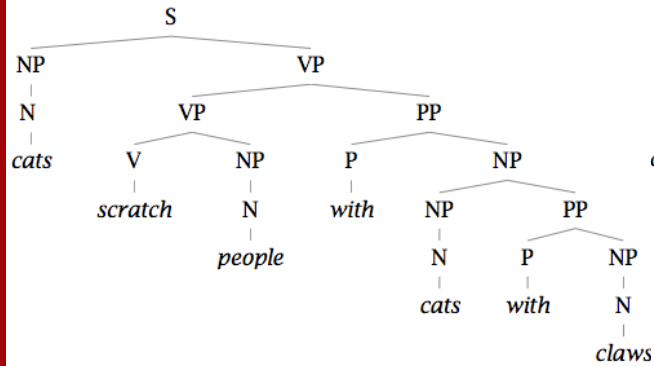 S
NP VP
N VP PP
cats V NP P NP
scratch N with NP PP
people N P NP
cats with N
claws